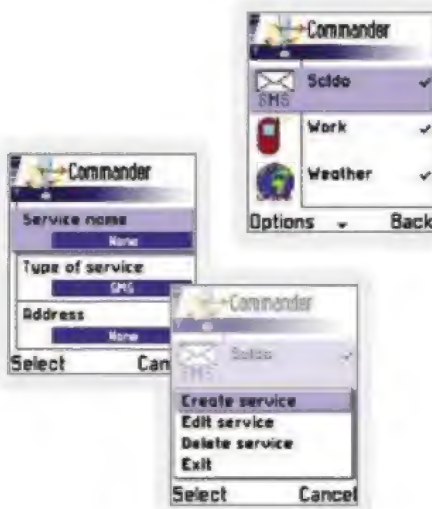 Commander
Saldo
SMS
Work
Weather
Options Back
Commander
Service name
None
Type of service
SMS
Address
None
Select Can
Commander
Saldo
SMS
Create service
Edit service
Delete service
Exit
Select Cancel